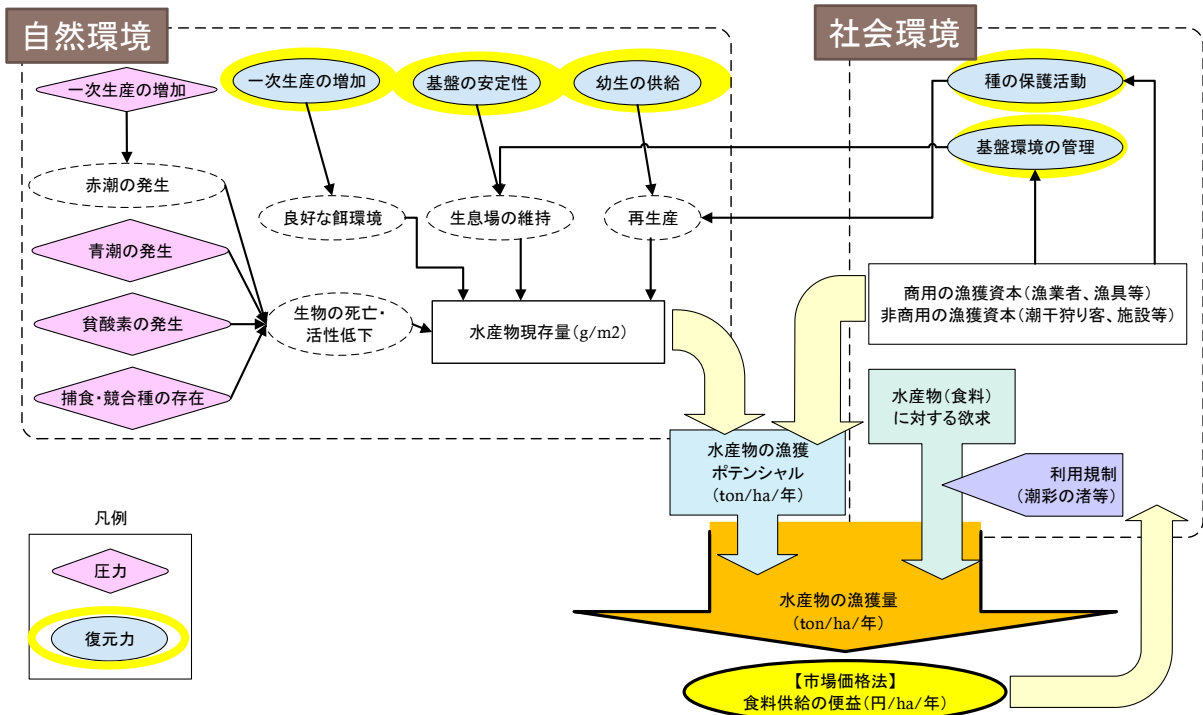 自然環境
社会環境
一次生産の増加
一次生産の増加
基盤の安定性
幼生の供給
種の保護活動
基盤環境の管理
赤潮の発生
良好な餌環境
生息場の維持
再生産
青潮の発生
貧酸素の発生
捕食・競合種の存在
生物の死亡・
活性低下
水産物現存量(g/m2)
商用の漁獲資本(漁業者、漁具等)
非商用の漁獲資本(潮干狩り客、施設等)
水産物の漁獲
ポテンシャル
(ton/ha/年)
水産物(食料)
に対する欲求
利用規制
(潮彩の渚等)
凡例
圧力
復元力
水産物の漁獲量
(ton/ha/年)
【市場価格法】
食料供給の便益(円/ha/年)